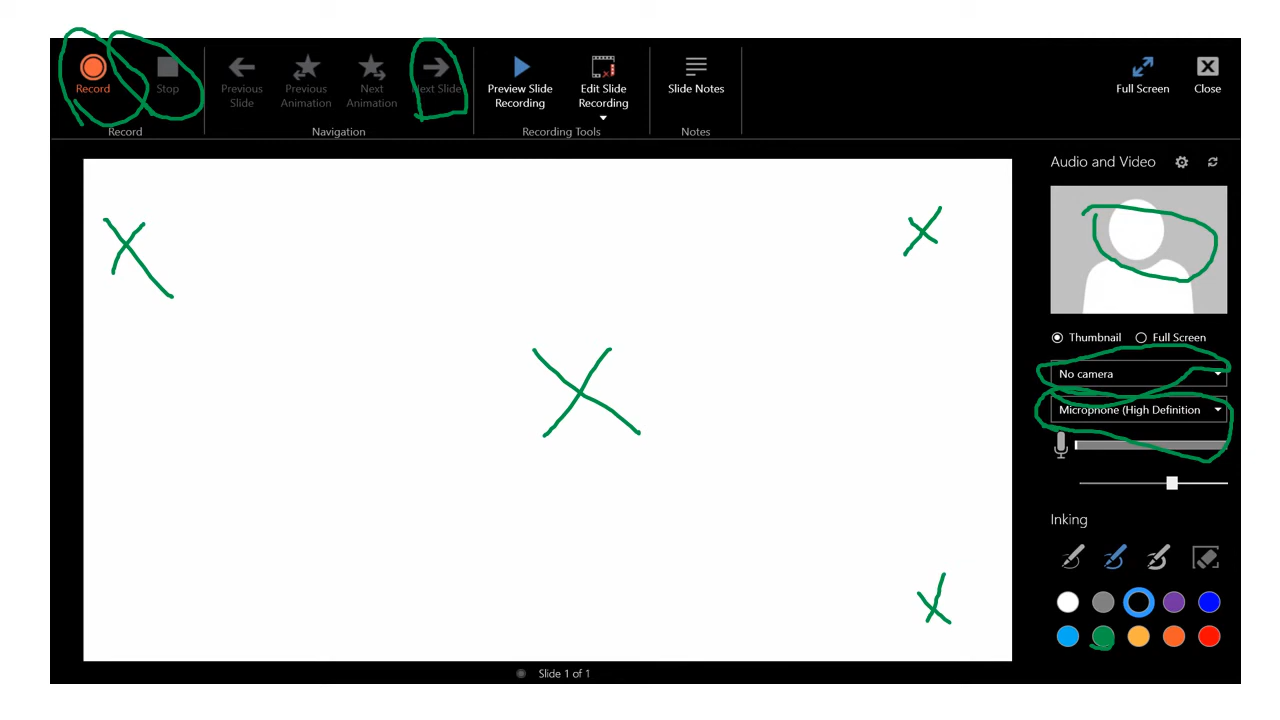 Record
Stop
Previous Slide
Previous Animation
Next Animation
Next Slide
Preview Slide Recording
Edit Slide Recording
Slide Notes
Full Screen
Close
Record
Navigation
Recording Tools
Notes
Audio and Video
Thumbnail
Full Screen
No camera
Microphone (High Definition
Inking
Slide 1 of 1